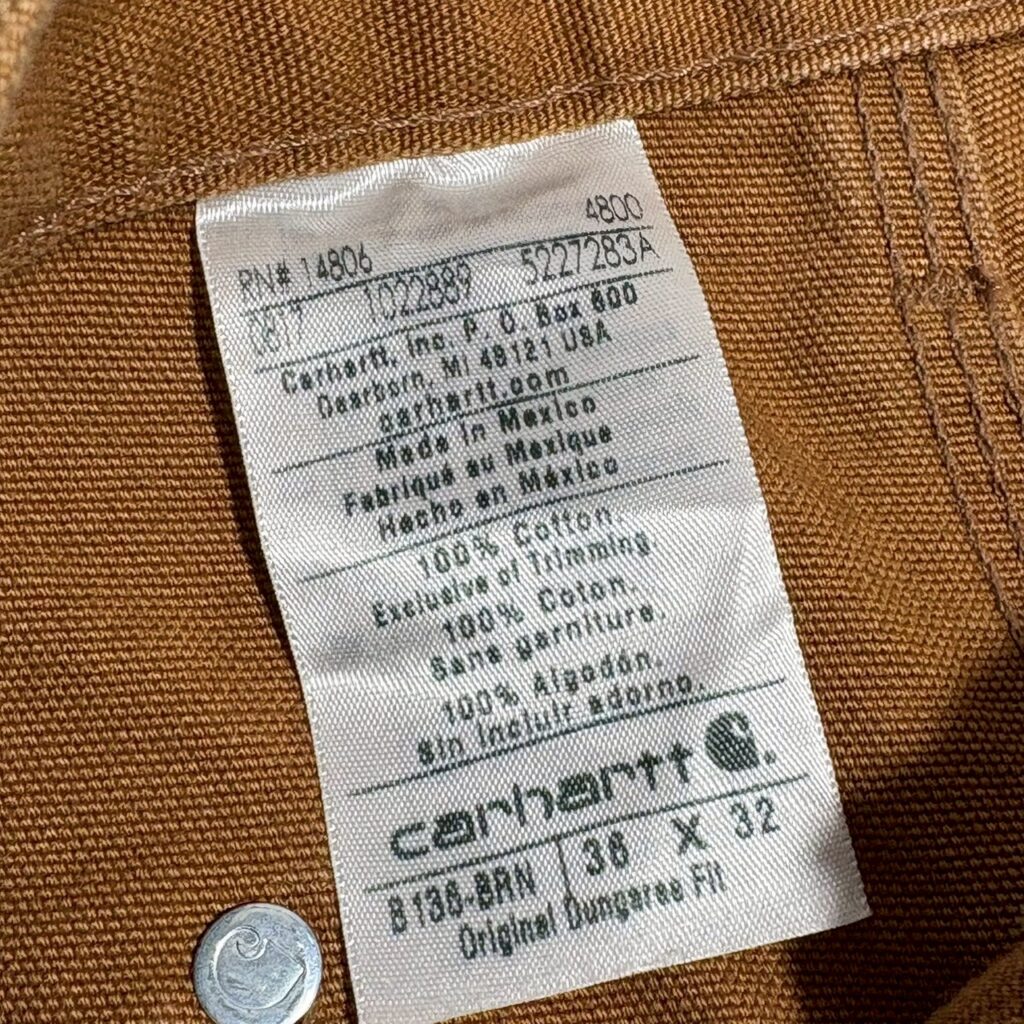 4800
RN# 14806
0817 1022889 5227283A
Carhartt, Inc. P. O. Box 600
Dearborn, MI 48121 USA
carhartt.com
Made in Mexico
Fabriqué au Mexique
Hecho en México
100% Cotton.
Exclusive of Trimming
100% Coton.
Sans garniture.
100% Algodón.
Sin incluir adorno.
carhartt
B136-BRN 36 X 32
Original Dungaree Fit